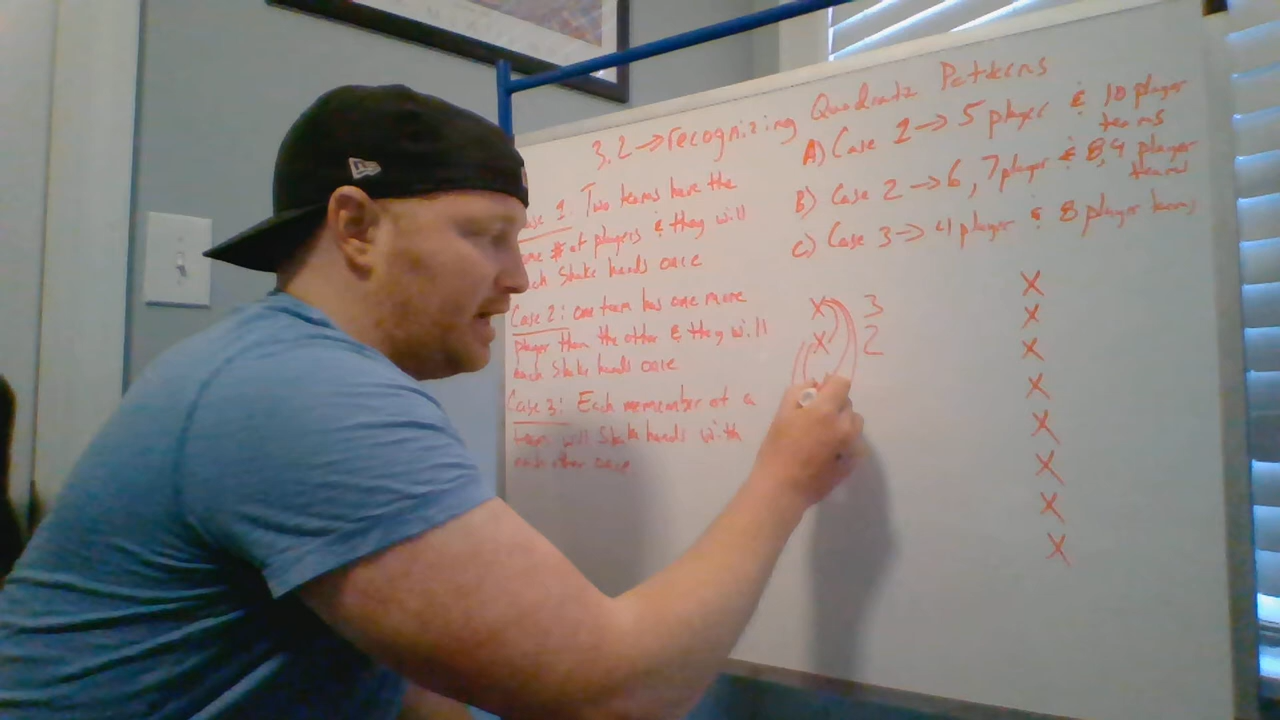 3.2 → recognizing Quadratic Patterns
Case 1: Two teams have the
same # of players & they will
each shake hands once
Case 2: one team has one more
player than the other & they will
each shake hands once
Case 3: Each memember of a
team will shake hands with
each other once
A) Case 1 → 5 player & 10 player
teams
B) Case 2 → 6, 7 player & 8, 9 player
teams
C) Case 3 → 4 player & 8 player teams
X 3
X 2
X
X
X
X
X
X
X
X